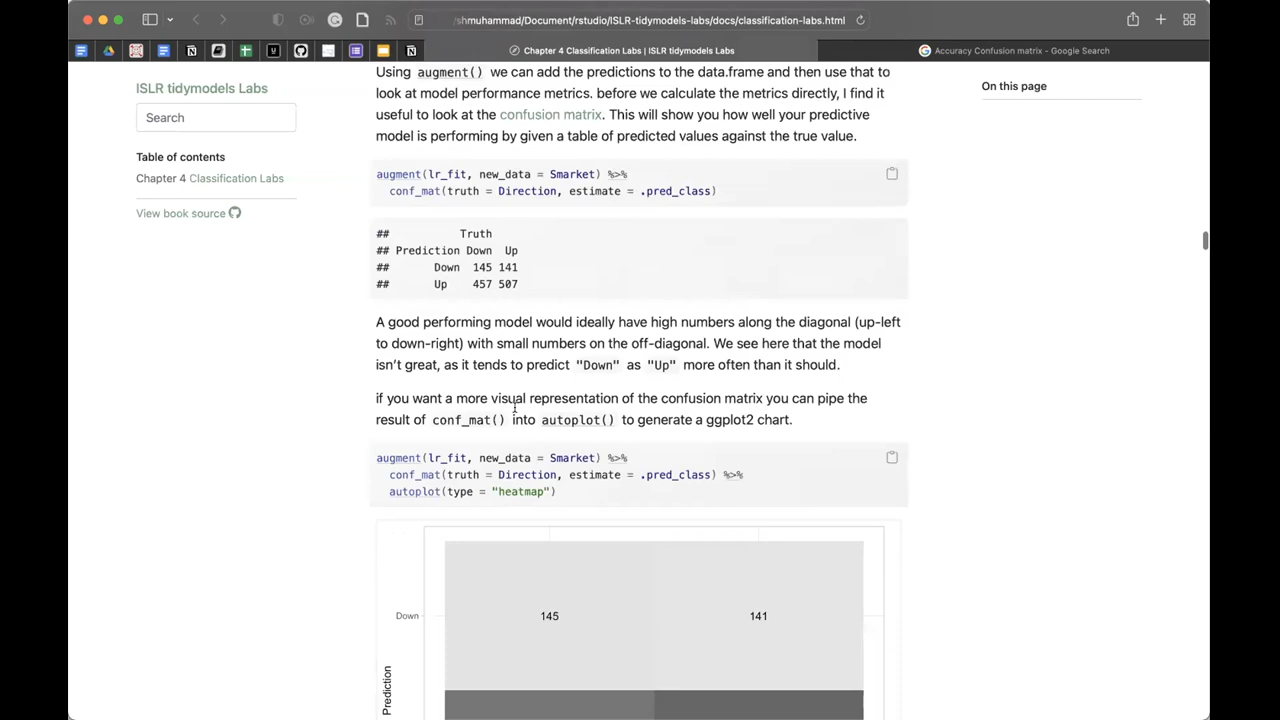 /shmuhammad/Document/rstudio/ISLR-tidymodels-labs/docs/classification-labs.html
Chapter 4 Classification Labs | ISLR tidymodels Labs
Accuracy Confusion matrix - Google Search
ISLR tidymodels Labs
Search
Table of contents
Chapter 4 Classification Labs
View book source
Using augment() we can add the predictions to the data.frame and then use that to
look at model performance metrics. before we calculate the metrics directly, I find it
useful to look at the confusion matrix. This will show you how well your predictive
model is performing by given a table of predicted values against the true value.
augment(lr_fit, new_data = Smarket) %>%
conf_mat(truth = Direction, estimate = .pred_class)
## Truth
## Prediction Down Up
## Down 145 141
## Up 457 507
A good performing model would ideally have high numbers along the diagonal (up-left
to down-right) with small numbers on the off-diagonal. We see here that the model
isn't great, as it tends to predict "Down" as "Up" more often than it should.
if you want a more visual representation of the confusion matrix you can pipe the
result of conf_mat() into autoplot() to generate a ggplot2 chart.
augment(lr_fit, new_data = Smarket) %>%
conf_mat(truth = Direction, estimate = .pred_class) %>%
autoplot(type = "heatmap")
Down
145
141
Prediction
On this page